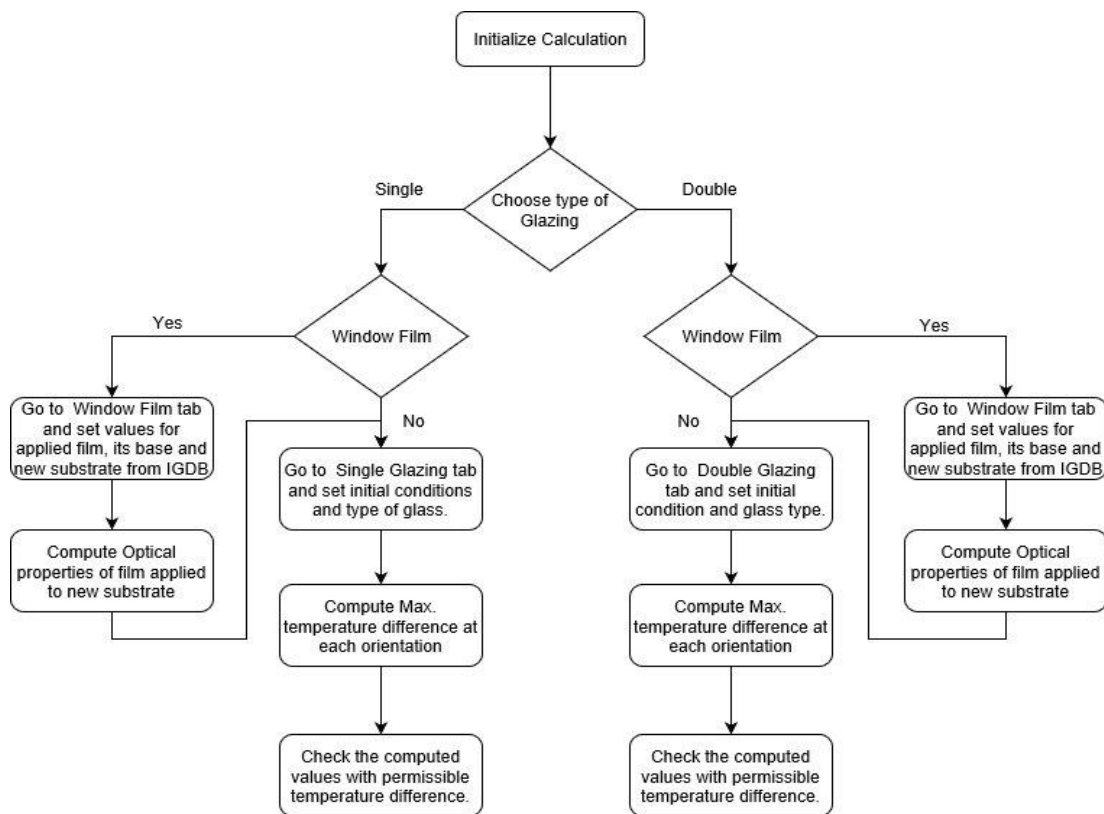 Initialize Calculation
Single
Double
Choose type of
Glazing
Yes
Window Film
Window Film
Yes
Go to Window Film tab
and set values for
applied film, its base and
new substrate from IGDB
No
Go to Single Glazing tab
and set initial conditions
and type of glass.
No
Go to Double Glazing
tab and set initial
condition and glass type.
Go to Window Film tab
and set values for
applied film, its base and
new substrate from IGDB
Compute Optical
properties of film applied
to new substrate
Compute Max.
temperature difference at
each orientation
Compute Max.
temperature difference at
each orientation
Compute Optical
properties of film applied
to new substrate
Check the computed
values with permissible
temperature difference.
Check the computed
values with permissible
temperature difference.